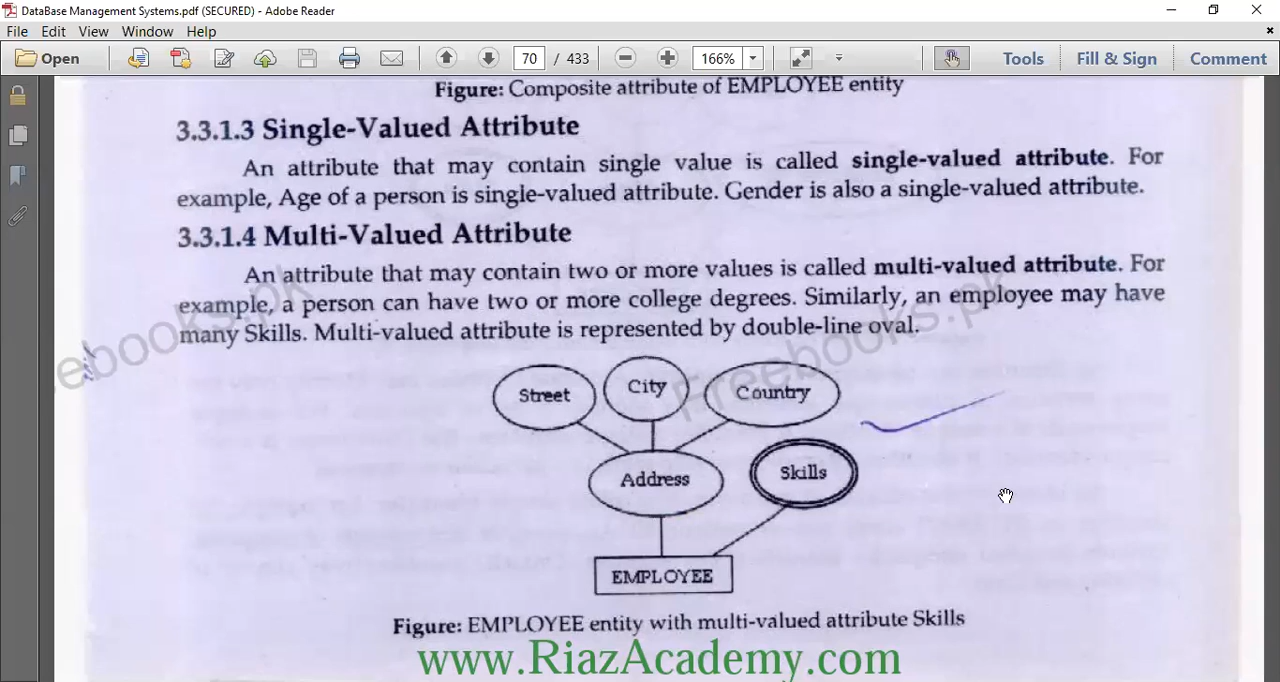 DataBase Management Systems.pdf (SECURED) - Adobe Reader
File Edit View Window Help
Open 70 / 433 166% Tools Fill & Sign Comment
Figure: Composite attribute of EMPLOYEE entity
3.3.1.3 Single-Valued Attribute
An attribute that may contain single value is called single-valued attribute. For
example, Age of a person is single-valued attribute. Gender is also a single-valued attribute.
3.3.1.4 Multi-Valued Attribute
An attribute that may contain two or more values is called multi-valued attribute. For
example, a person can have two or more college degrees. Similarly, an employee may have
many Skills. Multi-valued attribute is represented by double-line oval.
ebooks.pk
Freebooks.pk
Street City Country
Address Skills
EMPLOYEE
Figure: EMPLOYEE entity with multi-valued attribute Skills
www.RiazAcademy.com